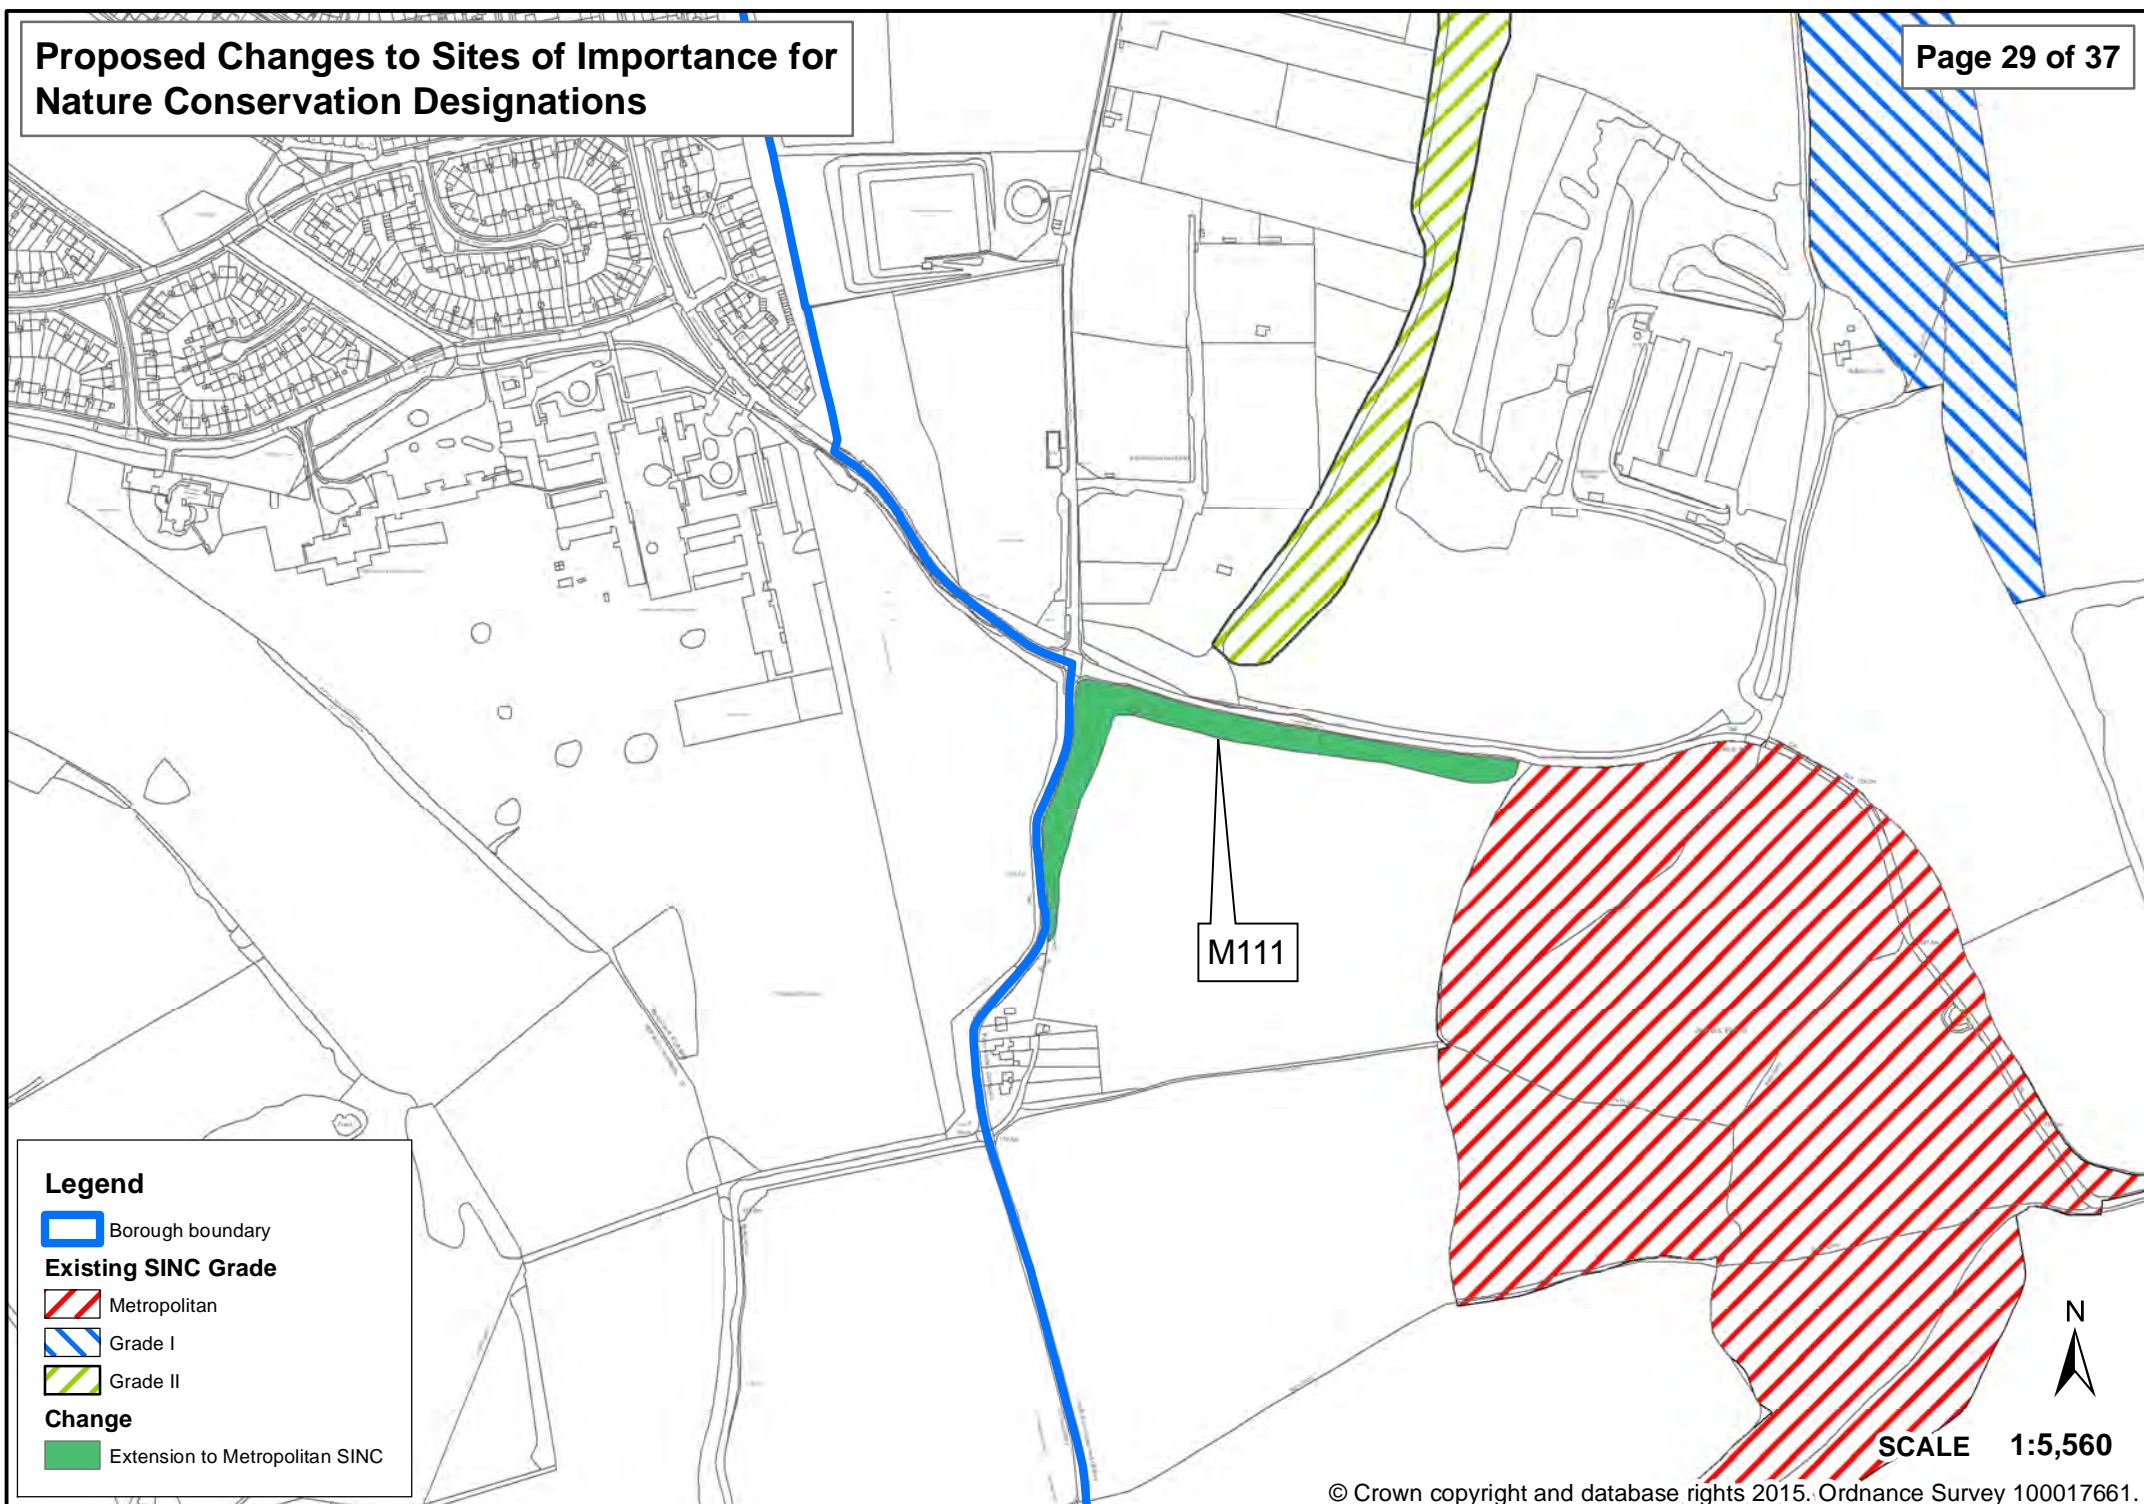 Proposed Changes to Sites of Importance for
Nature Conservation Designations
Page 29 of 37
M111
Legend
Borough boundary
Existing SINC Grade
Metropolitan
Grade I
Grade II
Change
Extension to Metropolitan SINC
N
SCALE 1:5,560
© Crown copyright and database rights 2015. Ordnance Survey 100017661.